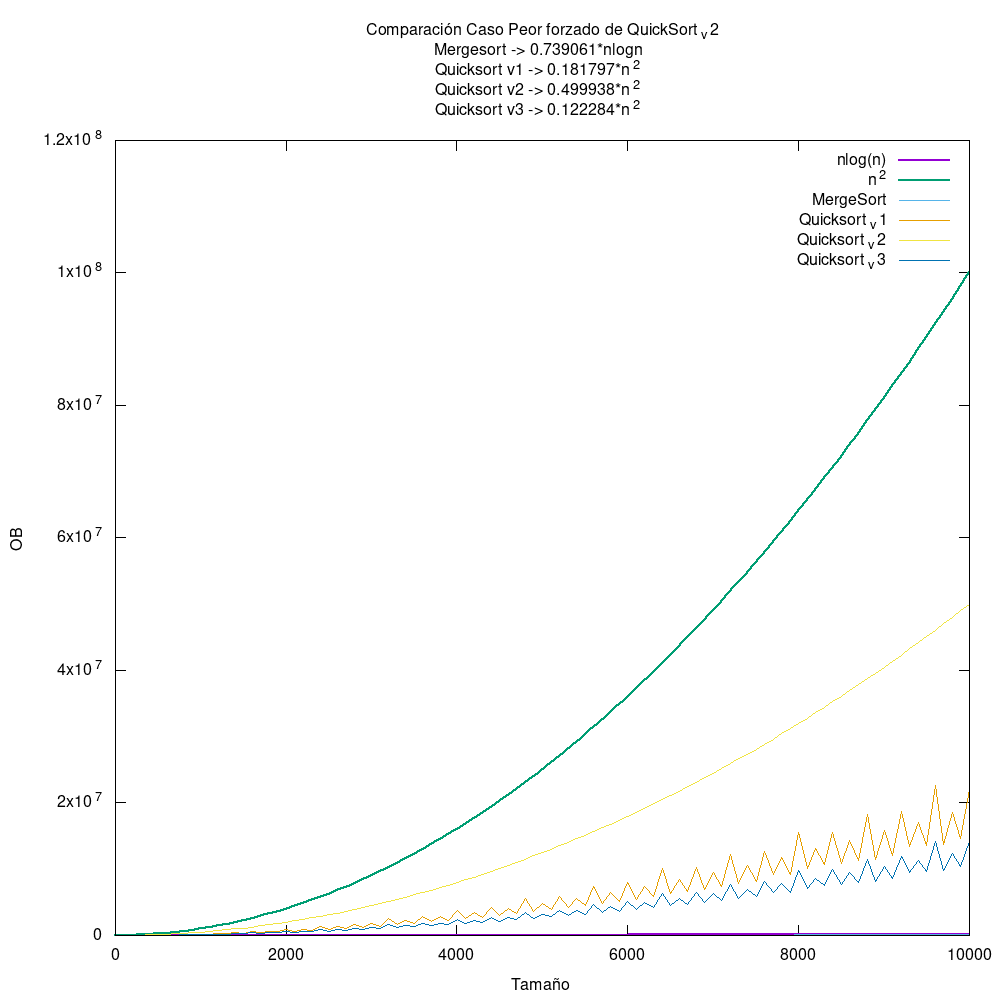 Comparación Caso Peor forzado de QuickSort v 2
Mergesort -> 0.739061*nlogn
Quicksort v1 -> 0.181797*n 2
Quicksort v2 -> 0.499938*n 2
Quicksort v3 -> 0.122284*n 2
1.2x10 8
1x10 8
8x10 7
6x10 7
4x10 7
2x10 7
0
OB
nlog(n)
n 2
MergeSort
Quicksort v 1
Quicksort v 2
Quicksort v 3
0 2000 4000 6000 8000 10000
Tamaño